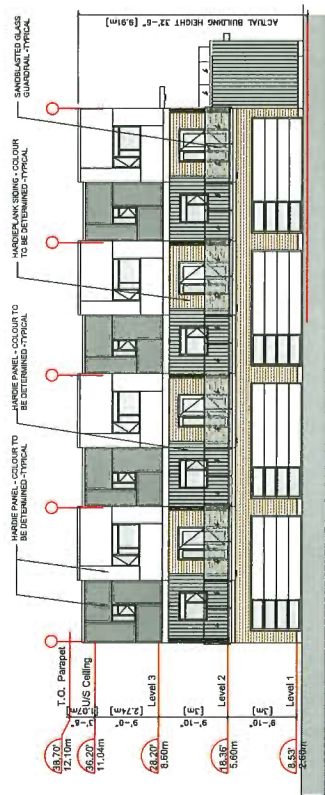 HARDIE PANEL - COLOUR TO
BE DETERMINED -TYPICAL
HARDIE PANEL - COLOUR TO
BE DETERMINED -TYPICAL
HARDIEPLANK SIDING - COLOUR
TO BE DETERMINED -TYPICAL
SANDBLASTED GLASS
GUARDRAIL -TYPICAL
ACTUAL BUILDING HEIGHT 32'-6" [9.91m]
38.70'
12.10m
T.O. Parapet
3'-6"
[1.07m]
36.20'
11.04m
U/S Ceiling
9'-0"
[2.74m]
28.20'
8.60m
Level 3
9'-10"
[3m]
18.36'
5.60m
Level 2
9'-10"
[3m]
8.53'
2.60m
Level 1